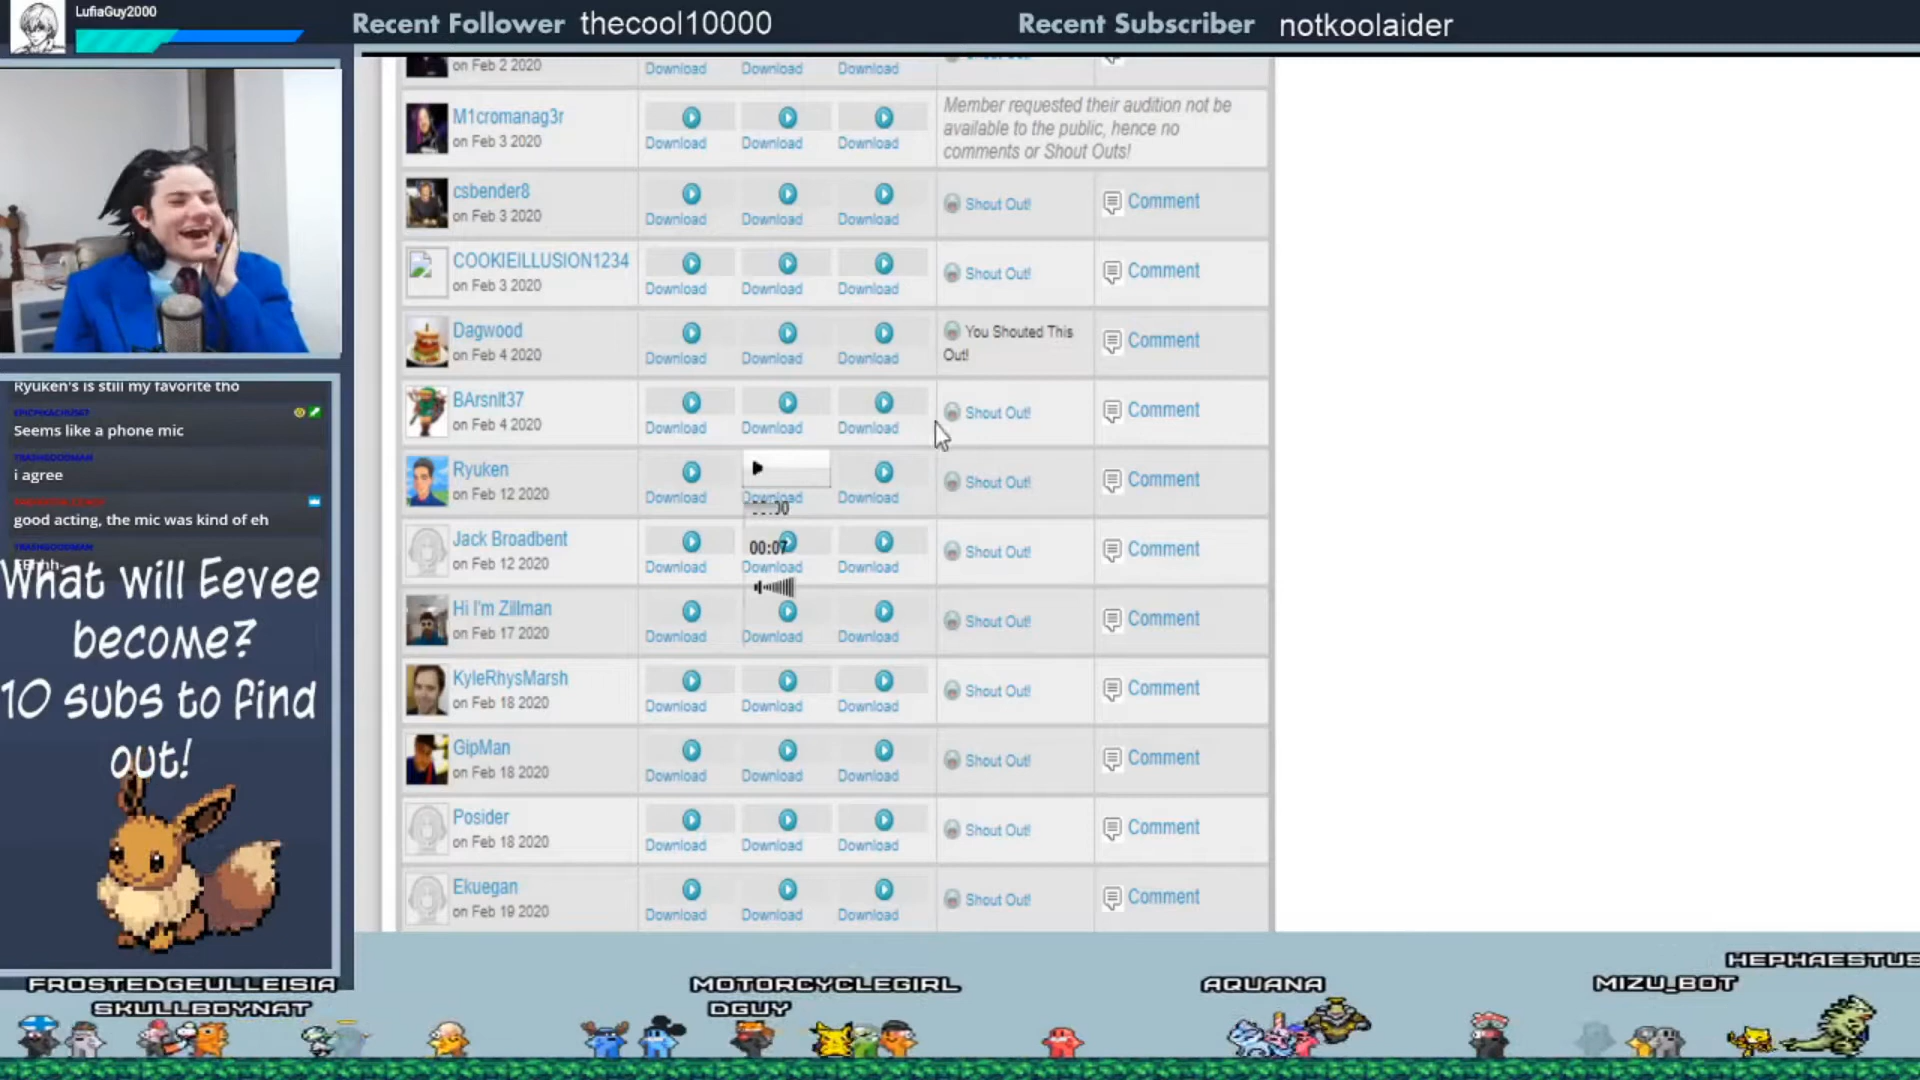 LufiaGuy2000
Recent Follower thecool10000
Recent Subscriber notkoolaider
on Feb 2 2020
Download Download Download
M1cromanag3r
on Feb 3 2020
Download Download Download
Member requested their audition not be
available to the public, hence no
comments or Shout Outs!
csbender8
on Feb 3 2020
Download Download Download
Shout Out!
Comment
COOKIEILLUSION1234
on Feb 3 2020
Download Download Download
Shout Out!
Comment
Dagwood
on Feb 4 2020
Download Download Download
You Shouted This
Out!
Comment
BArsnlt37
on Feb 4 2020
Download Download Download
Shout Out!
Comment
Ryuken
on Feb 12 2020
Download Download Download
00:07
Shout Out!
Comment
Jack Broadbent
on Feb 12 2020
Download Download Download
Shout Out!
Comment
Hi I'm Zillman
on Feb 17 2020
Download Download Download
Shout Out!
Comment
KyleRhysMarsh
on Feb 18 2020
Download Download Download
Shout Out!
Comment
GipMan
on Feb 18 2020
Download Download Download
Shout Out!
Comment
Posider
on Feb 18 2020
Download Download Download
Shout Out!
Comment
Ekuegan
on Feb 19 2020
Download Download Download
Shout Out!
Comment
Ryuken's is still my favorite tho
Seems like a phone mic
TRASHGOODMAN
i agree
good acting, the mic was kind of eh
TRASHGOODMAN
What will Eevee
become?
10 subs to find
out!
FROSTEDGEULLEISIA
SKULLBOYNAT
MOTORCYCLEGIRL
DGUY
AQUANA
MIZU_BOT
HEPHAESTUS